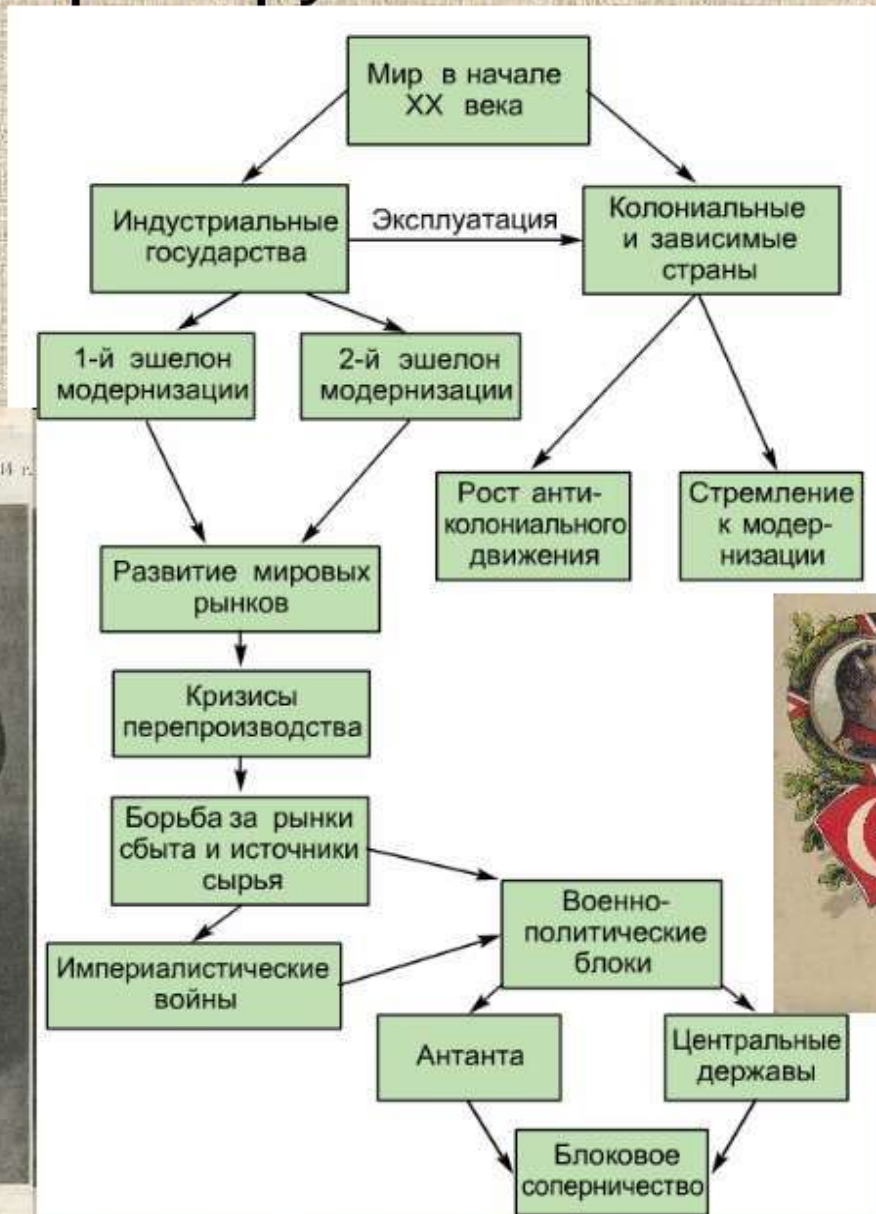 Мир в начале
XX века
Индустриальные
государства
Эксплуатация
Колониальные
и зависимые
страны
1-й эшелон
модернизации
2-й эшелон
модернизации
Рост анти-
колониального
движения
Стремление
к модер-
низации
Развитие мировых
рынков
Кризисы
перепроизводства
Борьба за рынки
сбыта и источники
сырья
Военно-
политические
блоки
Империалистические
войны
Антанта
Центральные
державы
Блоковое
соперничество